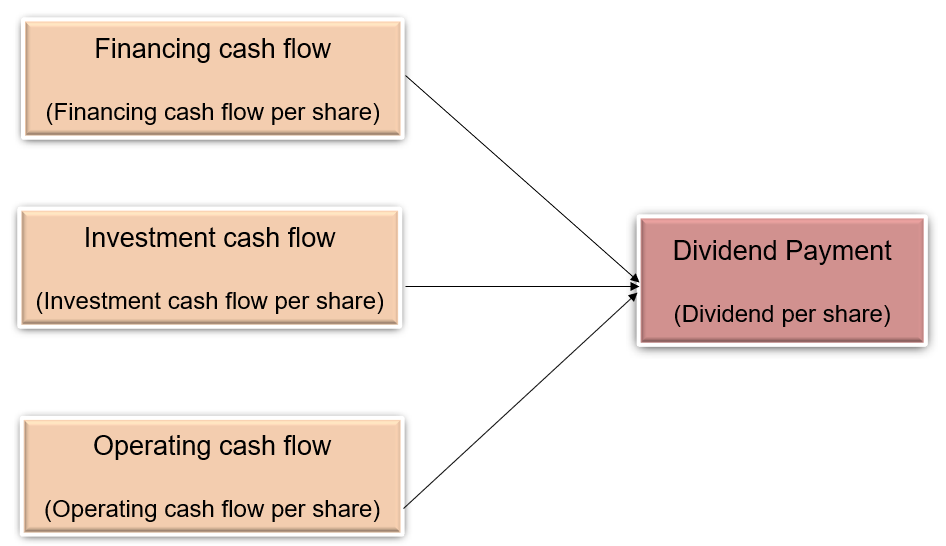 Financing cash flow
(Financing cash flow per share)
Investment cash flow
(Investment cash flow per share)
Dividend Payment
(Dividend per share)
Operating cash flow
(Operating cash flow per share)